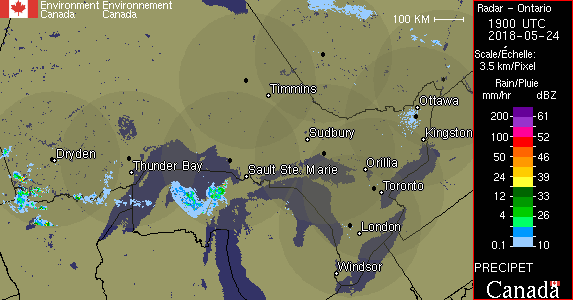 Environment Environnement
Canada Canada
100 KM
Timmins
Ottawa
Sudbury
Kingston
Dryden
Thunder Bay
Sault Ste. Marie
Orillia
Toronto
London
Windsor
Radar - Ontario
1900 UTC
2018-05-24
Scale/Échelle:
3.5 km/Pixel
Rain/Pluie
mm/hr dBZ
200 61
100 52
50 46
24 39
12 33
4 26
0.1 10
PRECIPET
Canada